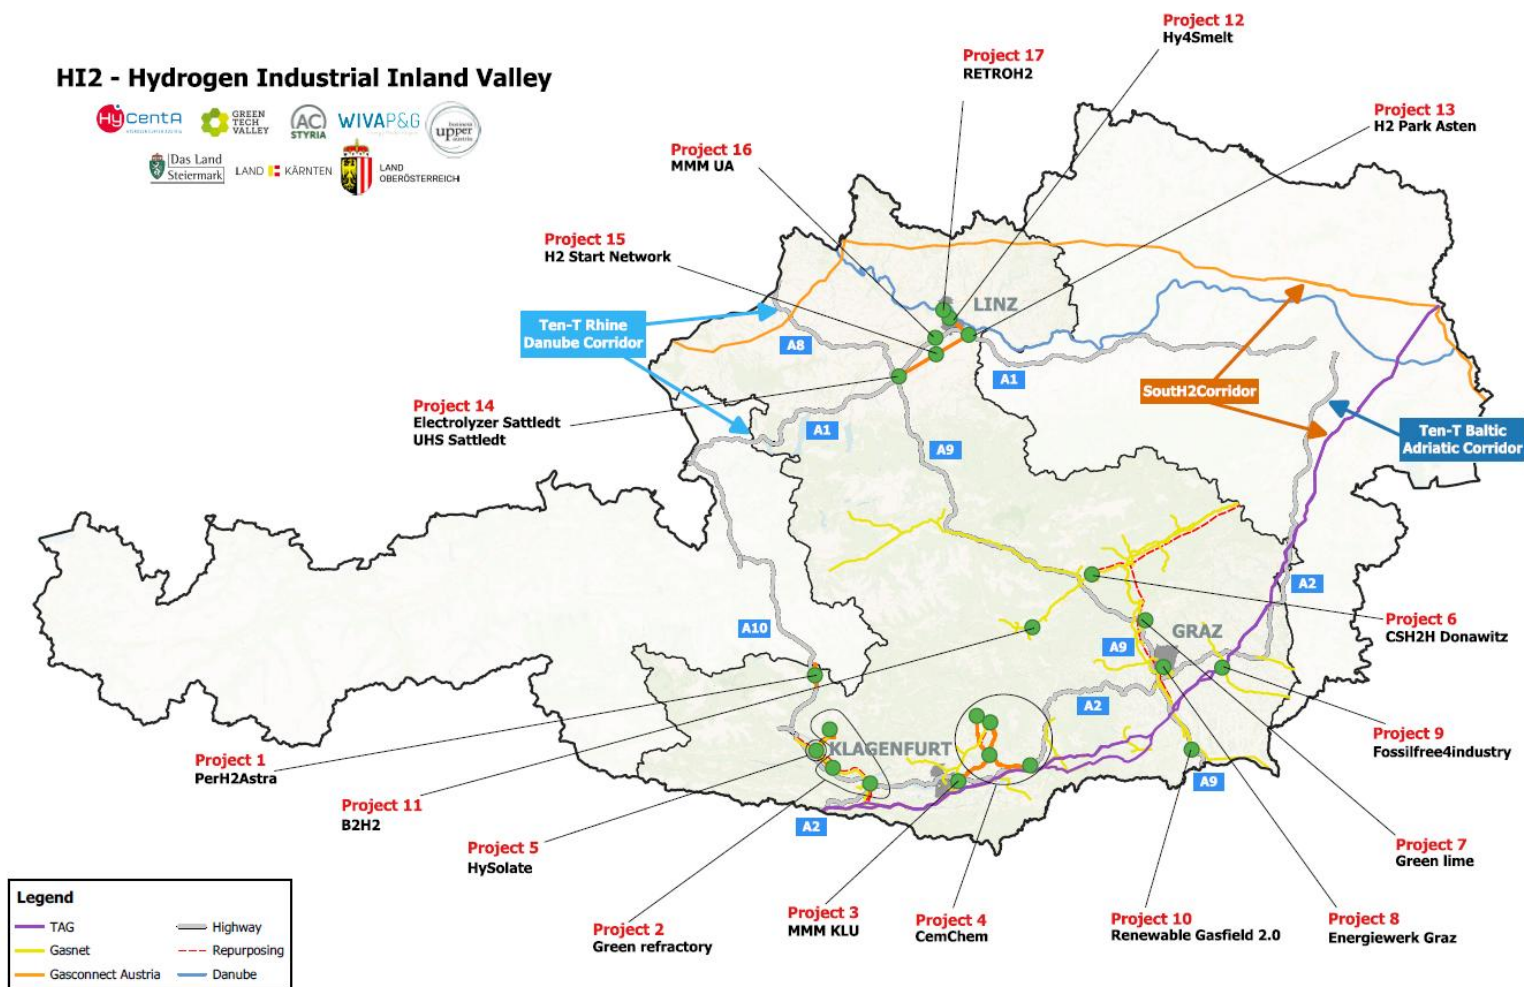 HI2 - Hydrogen Industrial Inland Valley
HyCentA
GREEN
TECH
VALLEY
AC
STYRIA
WIVAP&G
business
upper
austria
Das Land
Steiermark
LAND KÄRNTEN
LAND
OBERÖSTERREICH
Project 12
Hy4Smelt
Project 17
RETROH2
Project 13
H2 Park Asten
Project 16
MMM UA
Project 15
H2 Start Network
LINZ
Ten-T Rhine
Danube Corridor
A8
A1
SoutH2Corridor
Project 14
Electrolyzer Sattledt
UHS Sattledt
A1
A9
Ten-T Baltic
Adriatic Corridor
A2
A10
A9
GRAZ
Project 6
CSH2H Donawitz
A2
Project 1
PerH2Astra
KLAGENFURT
Project 9
Fossilfree4industry
A9
Project 11
B2H2
A2
Project 5
HySolate
Project 7
Green lime
Project 2
Green refractory
Project 3
MMM KLU
Project 4
CemChem
Project 10
Renewable Gasfield 2.0
Project 8
Energiewerk Graz
Legend
TAG
Highway
Gasnet
Repurposing
Gasconnect Austria
Danube